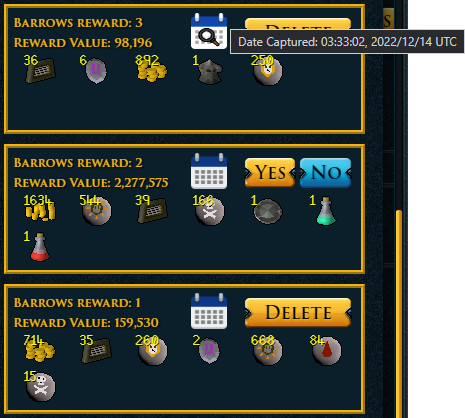 BARROWS REWARD: 3
REWARD VALUE: 98,196
DELETE
Date Captured: 03:33:02, 2022/12/14 UTC
36 6 892 1 250
BARROWS REWARD: 2
REWARD VALUE: 2,277,575
YES NO
1634 544 39 166 1 1
1
BARROWS REWARD: 1
REWARD VALUE: 159,530
DELETE
714 35 260 2 668 84
15